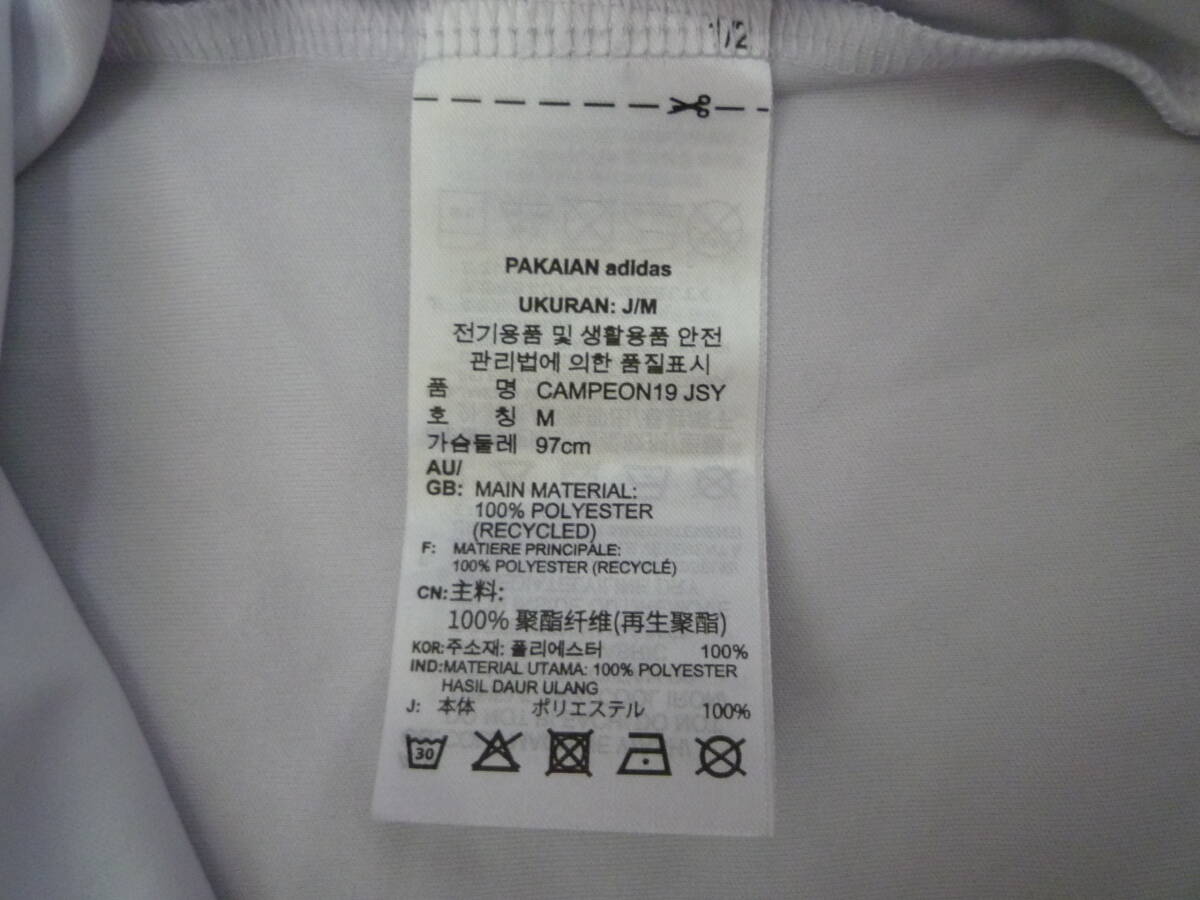 1/2
PAKAIAN adidas
UKURAN: J/M
전기용품 및 생활용품 안전
관리법에 의한 품질표시
품 명 CAMPEON19 JSY
호 칭 M
가슴둘레 97cm
AU/
GB: MAIN MATERIAL:
100% POLYESTER
(RECYCLED)
F: MATIERE PRINCIPALE:
100% POLYESTER (RECYCLÉ)
CN:主料:
100% 聚酯纤维(再生聚酯)
KOR:주소재: 폴리에스터 100%
IND:MATERIAL UTAMA: 100% POLYESTER
HASIL DAUR ULANG
J: 本体 ポリエステル 100%
30